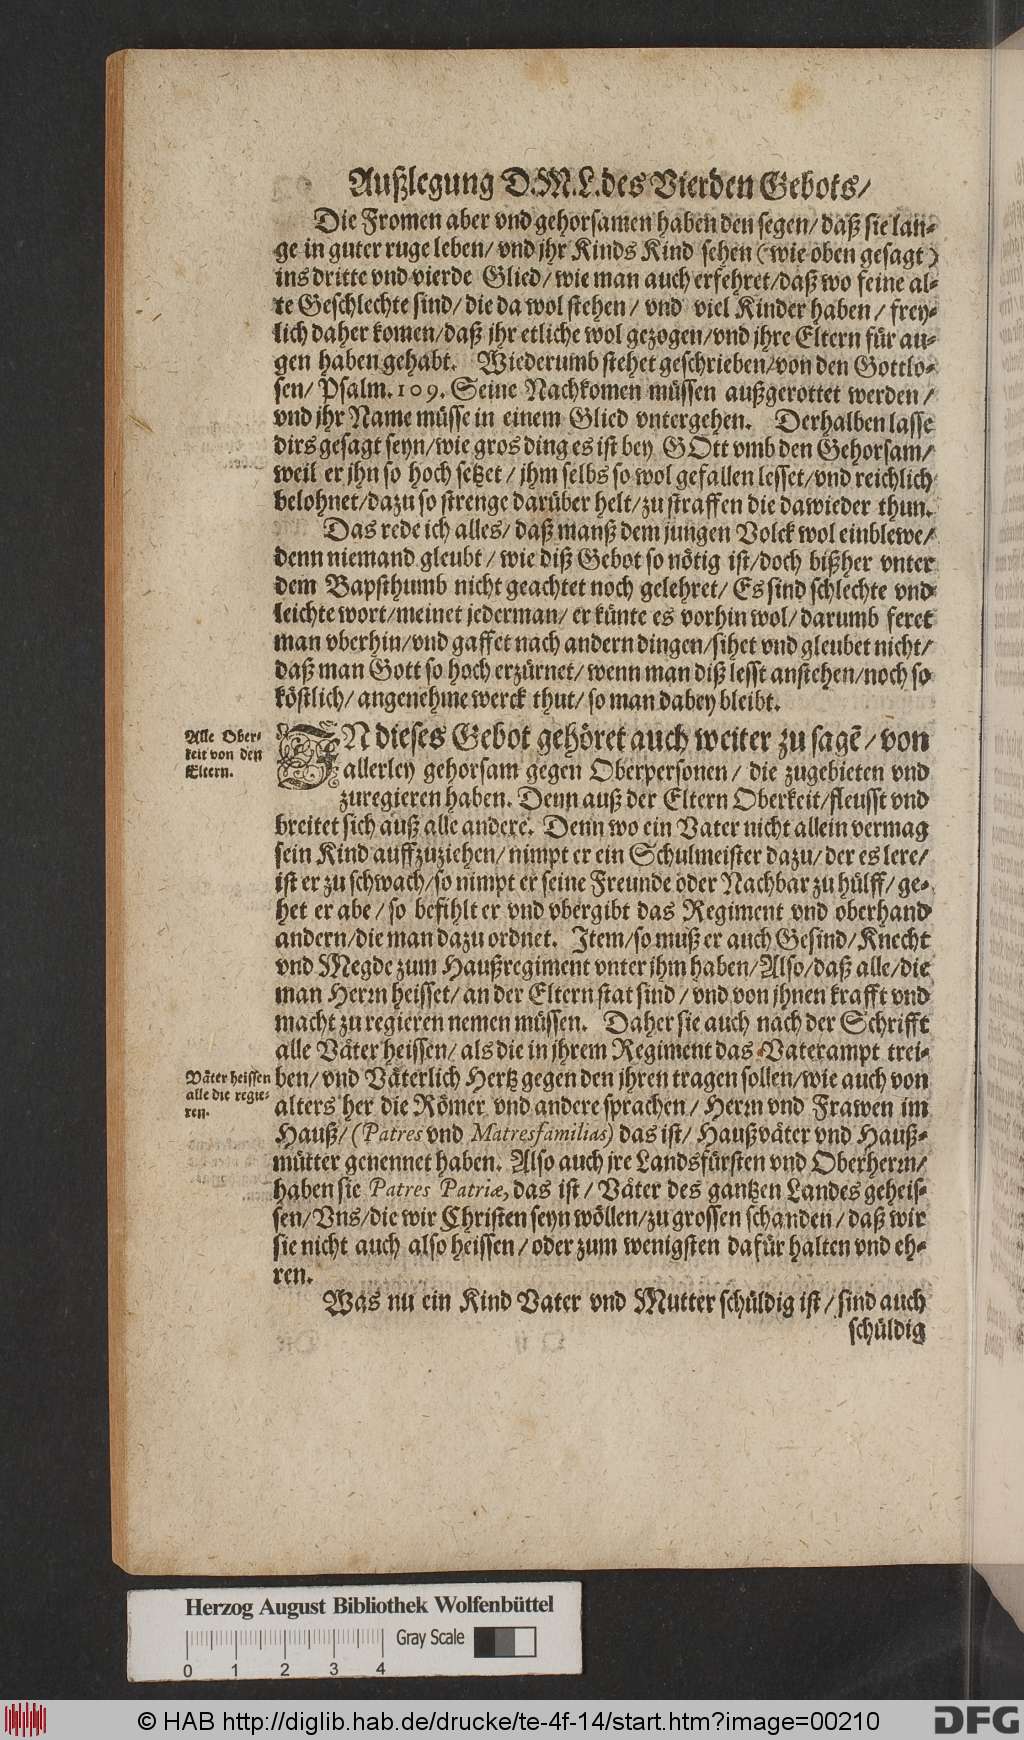 Außlegung D.M.L. des Vierden Gebots/
Die Fromen aber vnd gehorsamen haben den segen/ daß sie lan-
ge in guter ruge leben/ vnd jhr Kinds Kind sehen (wie oben gesagt)
ins dritte vnd vierde Glied/ wie man auch erfehret/ daß wo feine al-
te Geschlechte sind/ die da wol stehen/ vnd viel Kinder haben/ frey-
lich daher komen/ daß jhr etliche wol gezogen/ vnd jhre Eltern für au-
gen haben gehabt. Wiederumb stehet geschrieben/ von den Gottlo-
sen/ Psalm. 109. Seine Nachkomen müssen außgerottet werden/
vnd jhr Name müsse in einem Glied vntergehen. Derhalben lasse
dirs gesagt seyn/ wie gros ding es ist bey GOtt vmb den Gehorsam/
weil er jhn so hoch setzet/ jhm selbs so wol gefallen lesset/ vnd reichlich
belohnet/ dazu so strenge darüber helt/ zu straffen die dawieder thun.
Das rede ich alles/ daß manß dem jungen Volck wol einblewe/
denn niemand gleubt/ wie diß Gebot so nötig ist/ doch bißher vnter
dem Bapsthumb nicht geachtet noch gelehret/ Es sind schlechte vnd
leichte wort/ meinet jederman/ er künte es vorhin wol/ darumb feret
man vberhin/ vnd gaffet nach andern dingen/ sihet vnd gleubet nicht/
daß man Gott so hoch erzürnet/ wenn man diß lesst anstehen/ noch so
köstlich/ angenehme werck thut/ so man dabey bleibt.
Alle Ober-
keit von den
Eltern.
IN dieses Gebot gehöret auch weiter zu sagē/ von
allerley gehorsam gegen Oberpersonen/ die zugebieten vnd
zuregieren haben. Denn auß der Eltern Oberkeit/ fleusst vnd
breitet sich auß alle andere. Denn wo ein Vater nicht allein vermag
sein Kind auffzuziehen/ nimpt er ein Schulmeister dazu/ der es lere/
ist er zu schwach/ so nimpt er seine Freunde oder Nachbar zu hülff/ ge-
het er abe/ so befihlt er vnd vbergibt das Regiment vnd oberhand
andern/ die man dazu ordnet. Item/ so muß er auch Gesind/ Knecht
vnd Megde zum Haußregiment vnter jhm haben/ Also/ daß alle/ die
man Herrn heisset/ an der Eltern stat sind/ vnd von jhnen krafft vnd
macht zu regieren nemen müssen. Daher sie auch nach der Schrifft
alle Väter heissen/ als die in jhrem Regiment das Vaterampt trei-
Väter heissen
alle die regie-
ren.
ben/ vnd Väterlich Hertz gegen den jhren tragen sollen/ wie auch von
alters her die Römer vnd andere sprachen/ Herrn vnd Frawen im
Hauß/ (Patres vnd Matresfamilias) das ist/ Haußväter vnd Hauß-
mütter genennet haben. Also auch jre Landsfürsten vnd Oberherrn/
haben sie Patres Patriæ, das ist/ Väter des gantzen Landes geheis-
sen/ Vns/ die wir Christen seyn wöllen/ zu grossen schanden/ daß wir
sie nicht auch also heissen/ oder zum wenigsten dafür halten vnd eh-
ren.
Was nu ein Kind Vater vnd Mutter schüldig ist/ sind auch
schüldig
Herzog August Bibliothek Wolfenbüttel
Gray Scale
0 1 2 3 4
© HAB http://diglib.hab.de/drucke/te-4f-14/start.htm?image=00210
DFG